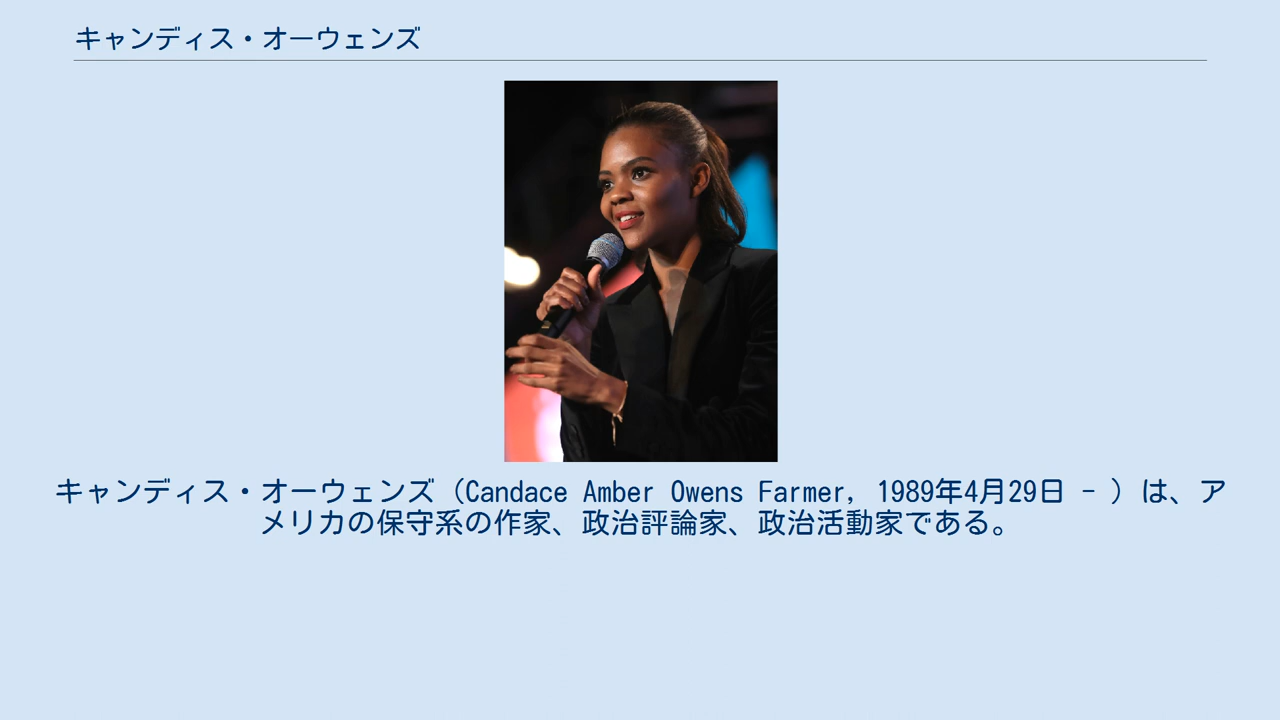 キャンディス・オーウェンズ
キャンディス・オーウェンズ（Candace Amber Owens Farmer, 1989年4月29日 - ）は、ア
メリカの保守系の作家、政治評論家、政治活動家である。